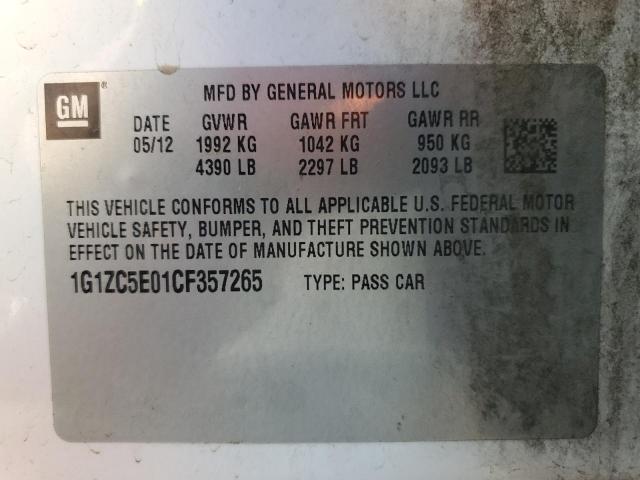 GM®
MFD BY GENERAL MOTORS LLC
DATE GVWR GAWR FRT GAWR RR
05/12 1992 KG 1042 KG 950 KG
4390 LB 2297 LB 2093 LB
THIS VEHICLE CONFORMS TO ALL APPLICABLE U.S. FEDERAL MOTOR
VEHICLE SAFETY, BUMPER, AND THEFT PREVENTION STANDARDS IN
EFFECT ON THE DATE OF MANUFACTURE SHOWN ABOVE.
1G1ZC5E01CF357265 TYPE: PASS CAR